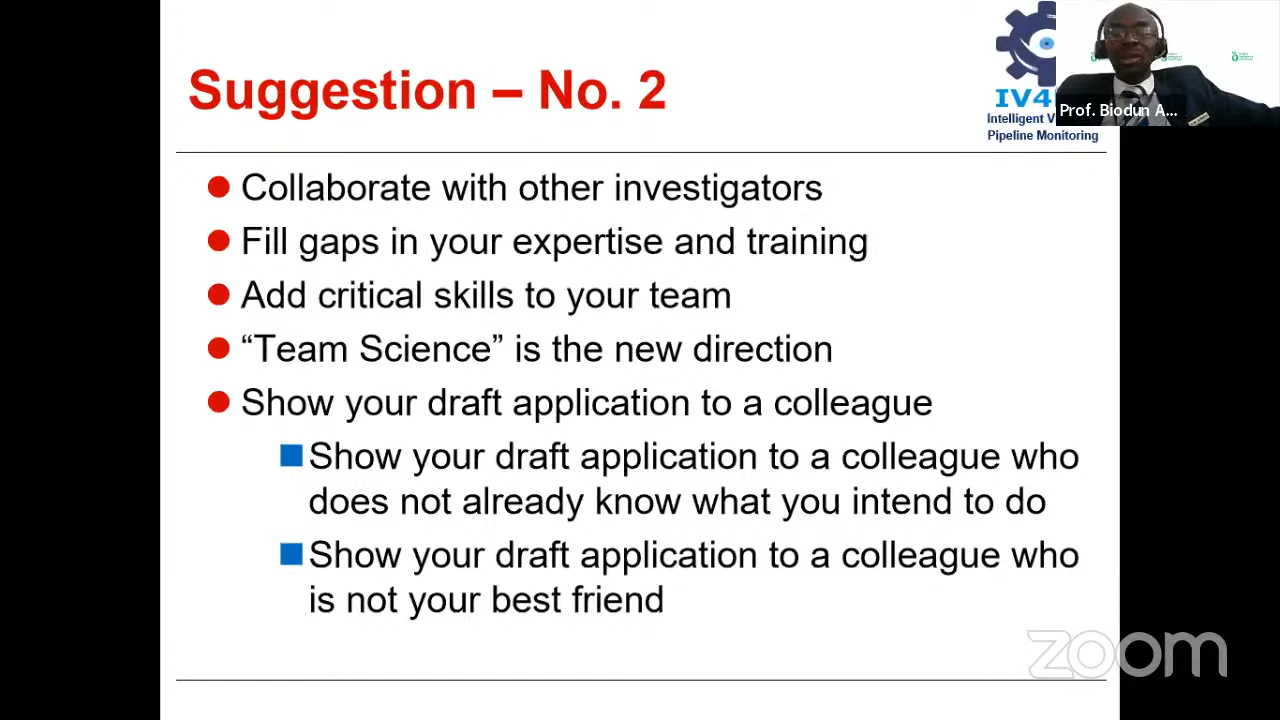 Suggestion – No. 2
IV4
Intelligent V
Pipeline Monitoring
Prof. Biodun A...
Collaborate with other investigators
Fill gaps in your expertise and training
Add critical skills to your team
“Team Science” is the new direction
Show your draft application to a colleague
Show your draft application to a colleague who
does not already know what you intend to do
Show your draft application to a colleague who
is not your best friend
zoom